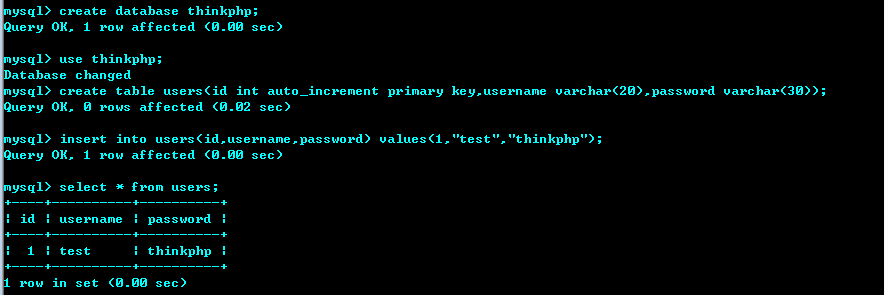 mysql> create database thinkphp;
Query OK, 1 row affected (0.00 sec)

mysql> use thinkphp;
Database changed
mysql> create table users(id int auto_increment primary key,username varchar(20),password varchar(30));
Query OK, 0 rows affected (0.02 sec)

mysql> insert into users(id,username,password) values(1,"test","thinkphp");
Query OK, 1 row affected (0.00 sec)

mysql> select * from users;
+----+----------+----------+
| id | username | password |
+----+----------+----------+
|  1 | test     | thinkphp |
+----+----------+----------+
1 row in set (0.00 sec)